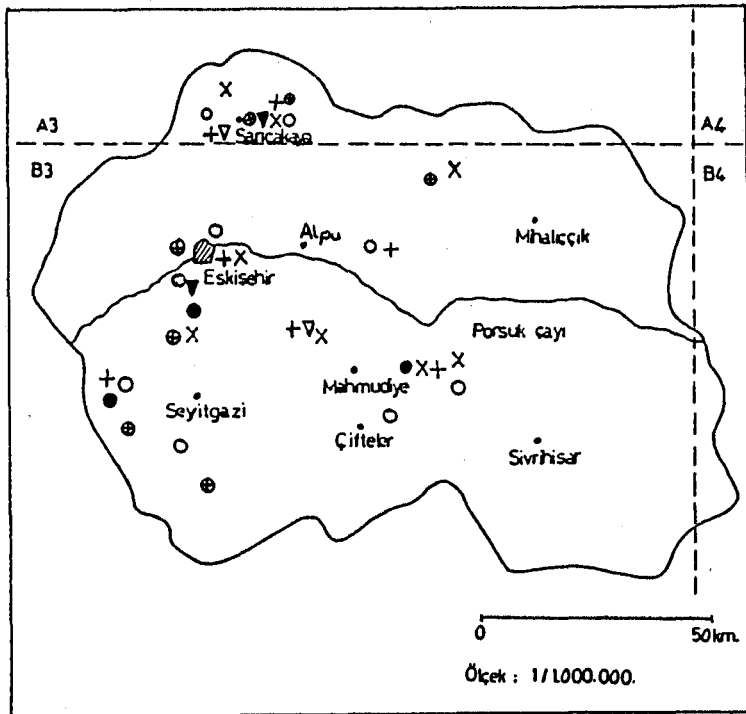 A3
A4
Sarıcakaya
B3
B4
Alpu
Mihalıççık
Eskişehir
Porsuk çayı
Mahmudiye
Seyitgazi
Çifteler
Sivrihisar
0
50km.
Ölçek : 1/1.000.000.